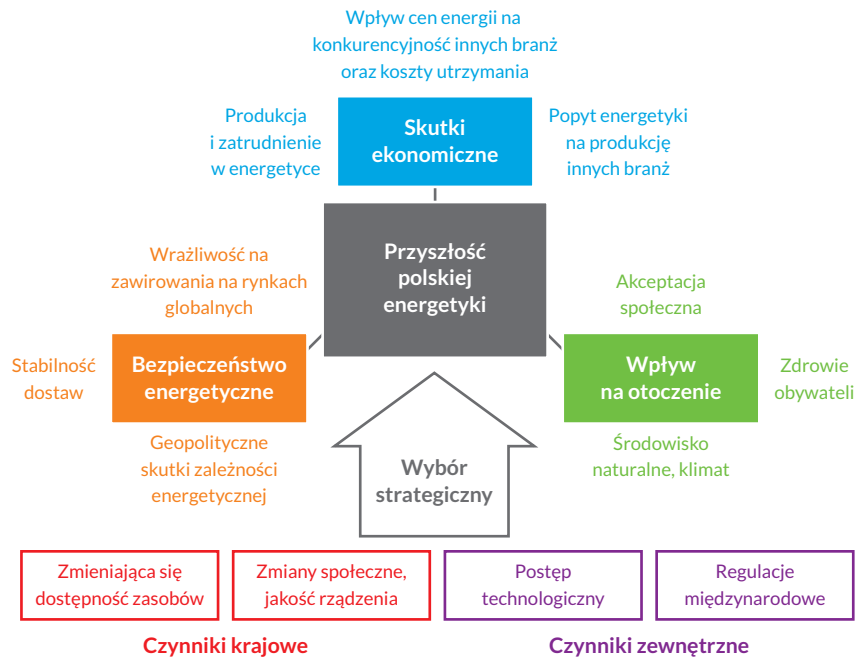 Wpływ cen energii na
konkurencyjność innych branż
oraz koszty utrzymania
Produkcja
i zatrudnienie
w energetyce
Skutki
ekonomiczne
Popyt energetyki
na produkcję
innych branż
Przyszłość
polskiej
energetyki
Wrażliwość na
zawirowania na rynkach
globalnych
Stabilność
dostaw
Bezpieczeństwo
energetyczne
Geopolityczne
skutki zależności
energetycznej
Akceptacja
społeczna
Wpływ
na otoczenie
Zdrowie
obywateli
Środowisko
naturalne, klimat
Wybór
strategiczny
Zmieniająca się
dostępność zasobów
Zmiany społeczne,
jakość rządzenia
Postęp
technologiczny
Regulacje
międzynarodowe
Czynniki krajowe
Czynniki zewnętrzne